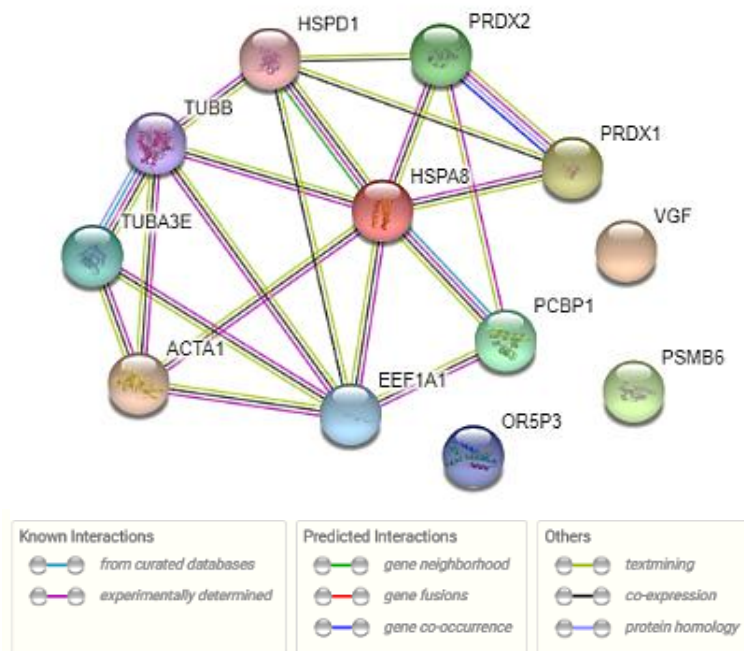 HSPD1
PRDX2
TUBB
PRDX1
HSPA8
TUBA3E
VGF
PCBP1
ACTA1
EEF1A1
PSMB6
OR5P3
Known Interactions
from curated databases
experimentally determined
Predicted Interactions
gene neighborhood
gene fusions
gene co-occurrence
Others
textmining
co-expression
protein homology